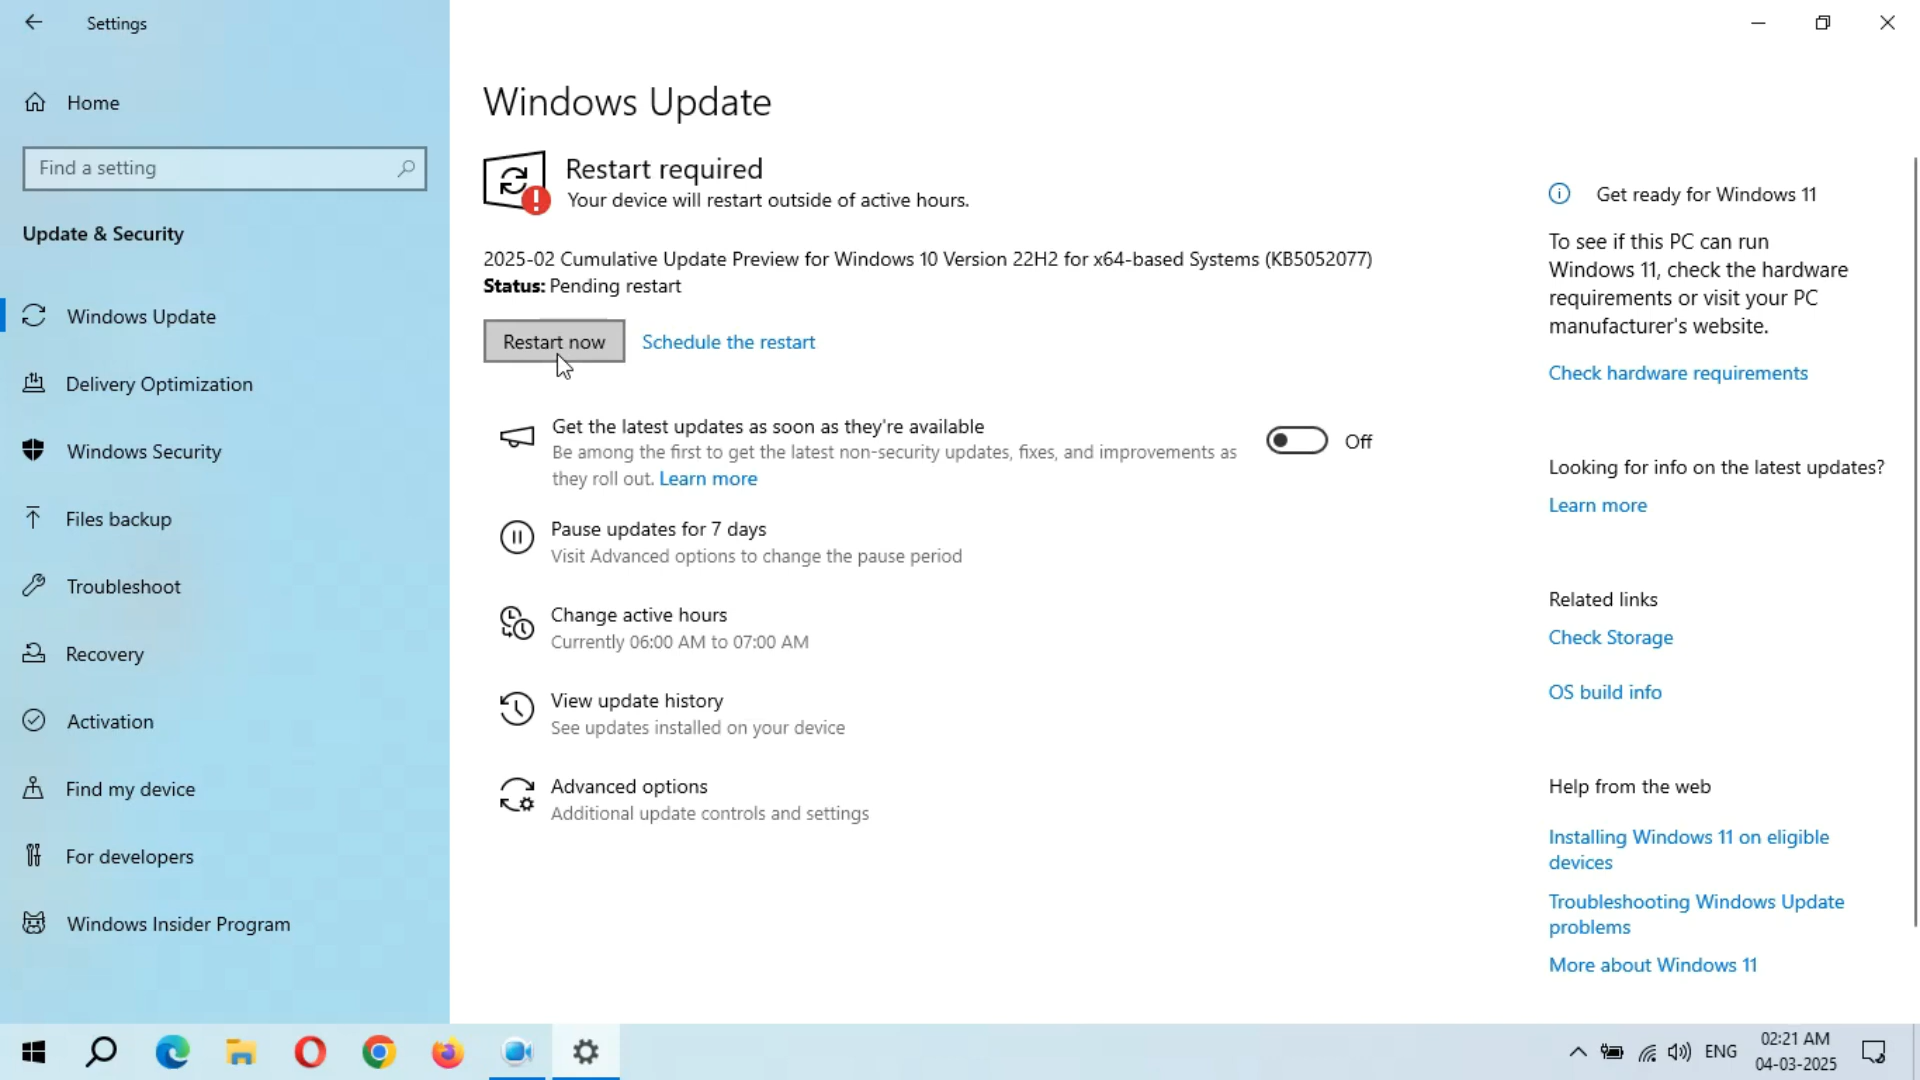 Settings
Home
Find a setting
Update & Security
Windows Update
Delivery Optimization
Windows Security
Files backup
Troubleshoot
Recovery
Activation
Find my device
For developers
Windows Insider Program
Windows Update
Restart required
Your device will restart outside of active hours.
2025-02 Cumulative Update Preview for Windows 10 Version 22H2 for x64-based Systems (KB5052077)
Status: Pending restart
Restart now
Schedule the restart
Get the latest updates as soon as they're available
Be among the first to get the latest non-security updates, fixes, and improvements as
they roll out. Learn more
Off
Pause updates for 7 days
Visit Advanced options to change the pause period
Change active hours
Currently 06:00 AM to 07:00 AM
View update history
See updates installed on your device
Advanced options
Additional update controls and settings
Get ready for Windows 11
To see if this PC can run
Windows 11, check the hardware
requirements or visit your PC
manufacturer's website.
Check hardware requirements
Looking for info on the latest updates?
Learn more
Related links
Check Storage
OS build info
Help from the web
Installing Windows 11 on eligible
devices
Troubleshooting Windows Update
problems
More about Windows 11
ENG
02:21 AM
04-03-2025